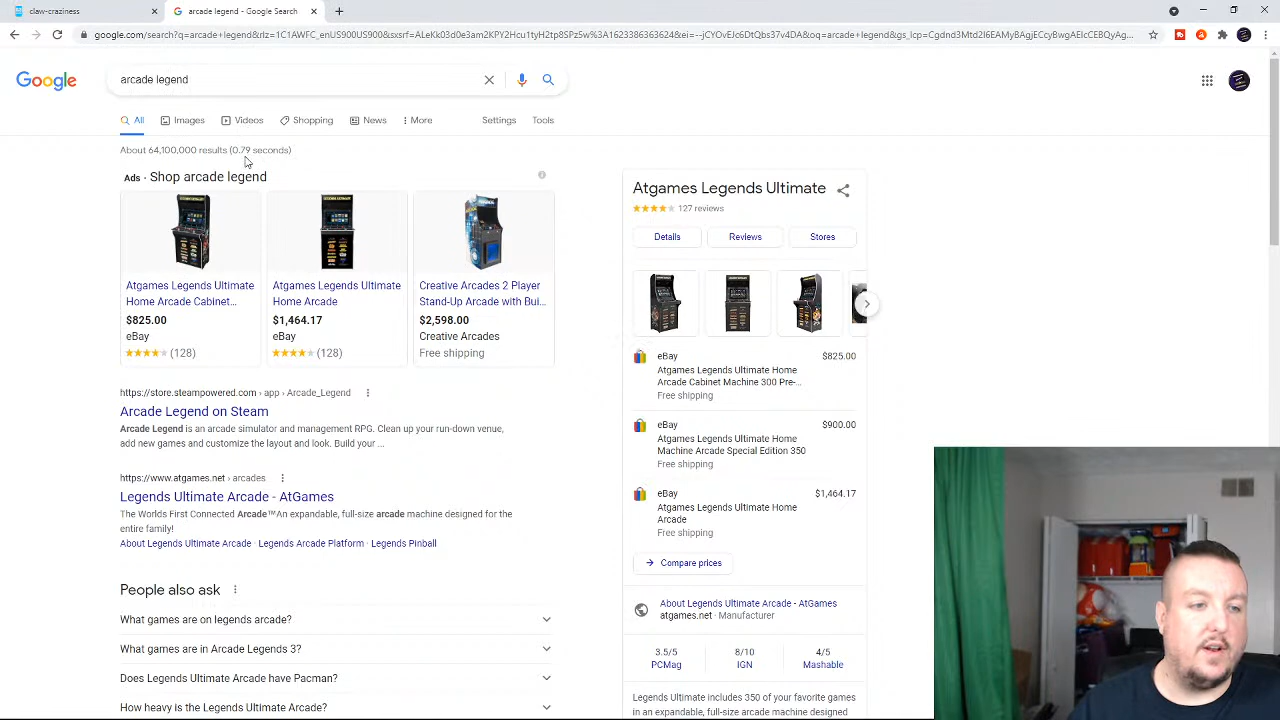 claw-craziness
arcade legend - Google Search
google.com/search?q=arcade+legend&rlz=1C1AWFC_enUS900US900&sxsrf=ALeKk03d0e3am2KPV2Hcu1tyH2tp8SPz5w%3A1623386363624&ei=--jCYOvEJc6DtQbs37v4DA&oq=arcade+legend&gs_lcp=Cgdnd3Mtd2l6EAMyBAgjECcyBwgAEIcCEBQyAg...
Google
arcade legend
All Images Videos Shopping News More Settings Tools
About 64,100,000 results (0.79 seconds)
Ads · Shop arcade legend
Atgames Legends Ultimate
Home Arcade Cabinet...
$825.00
eBay
(128)
Atgames Legends Ultimate
Home Arcade
$1,464.17
eBay
(128)
Creative Arcades 2 Player
Stand-Up Arcade with Bui...
$2,598.00
Creative Arcades
Free shipping
https://store.steampowered.com › app › Arcade_Legend
Arcade Legend on Steam
Arcade Legend is an arcade simulator and management RPG. Clean up your run-down venue,
add new games and customize the layout and look. Build your ...
https://www.atgames.net › arcades
Legends Ultimate Arcade - AtGames
The Worlds First Connected Arcade™An expandable, full-size arcade machine designed for the
entire family!
About Legends Ultimate Arcade · Legends Arcade Platform · Legends Pinball
People also ask
What games are on legends arcade?
What games are in Arcade Legends 3?
Does Legends Ultimate Arcade have Pacman?
How heavy is the Legends Ultimate Arcade?
Atgames Legends Ultimate
127 reviews
Details Reviews Stores
eBay $825.00
Atgames Legends Ultimate Home
Arcade Cabinet Machine 300 Pre-...
Free shipping
eBay $900.00
Atgames Legends Ultimate Home
Machine Arcade Special Edition 350
Free shipping
eBay $1,464.17
Atgames Legends Ultimate Home
Arcade
Free shipping
Compare prices
About Legends Ultimate Arcade - AtGames
atgames.net · Manufacturer
3.5/5 8/10 4/5
PCMag IGN Mashable
Legends Ultimate includes 350 of your favorite games
in an expandable, full-size arcade machine designed